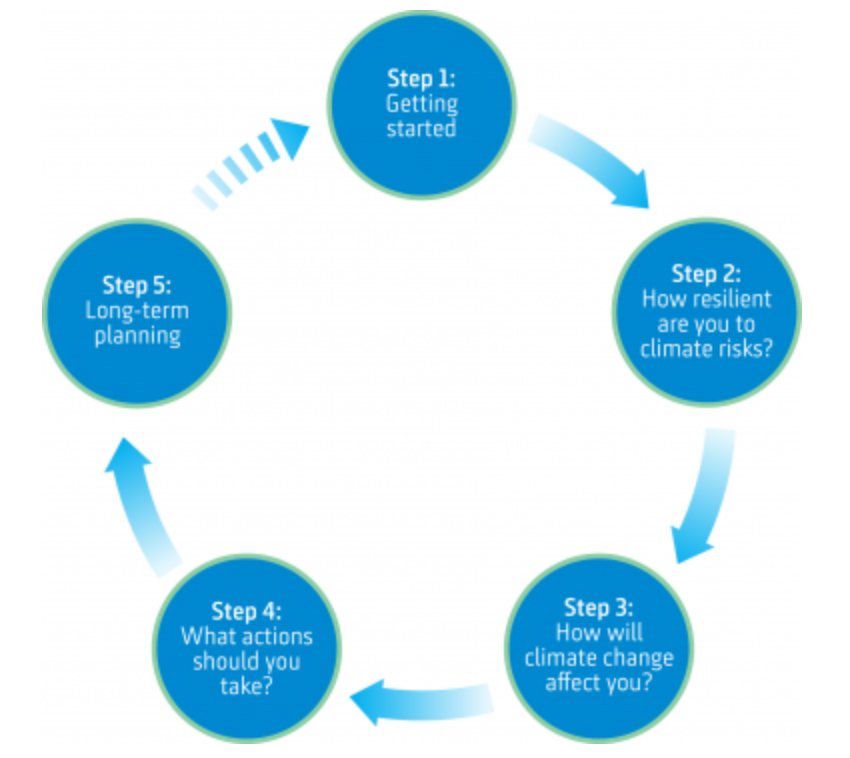 Step 1:
Getting
started
Step 2:
How resilient
are you to
climate risks?
Step 3:
How will
climate change
affect you?
Step 4:
What actions
should you
take?
Step 5:
Long-term
planning